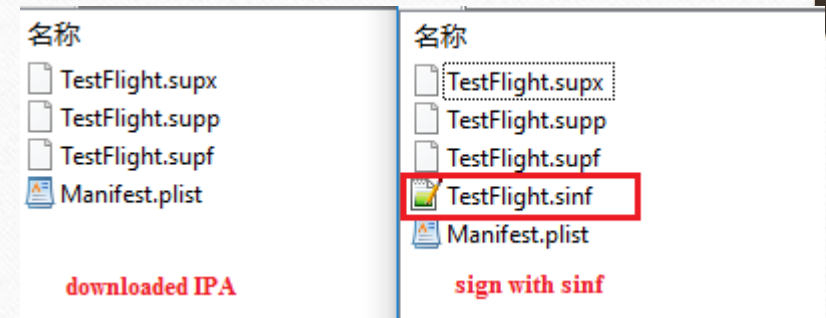 名称
TestFlight.supx
TestFlight.supp
TestFlight.supf
Manifest.plist
downloaded IPA
名称
TestFlight.supx
TestFlight.supp
TestFlight.supf
TestFlight.sinf
Manifest.plist
sign with sinf